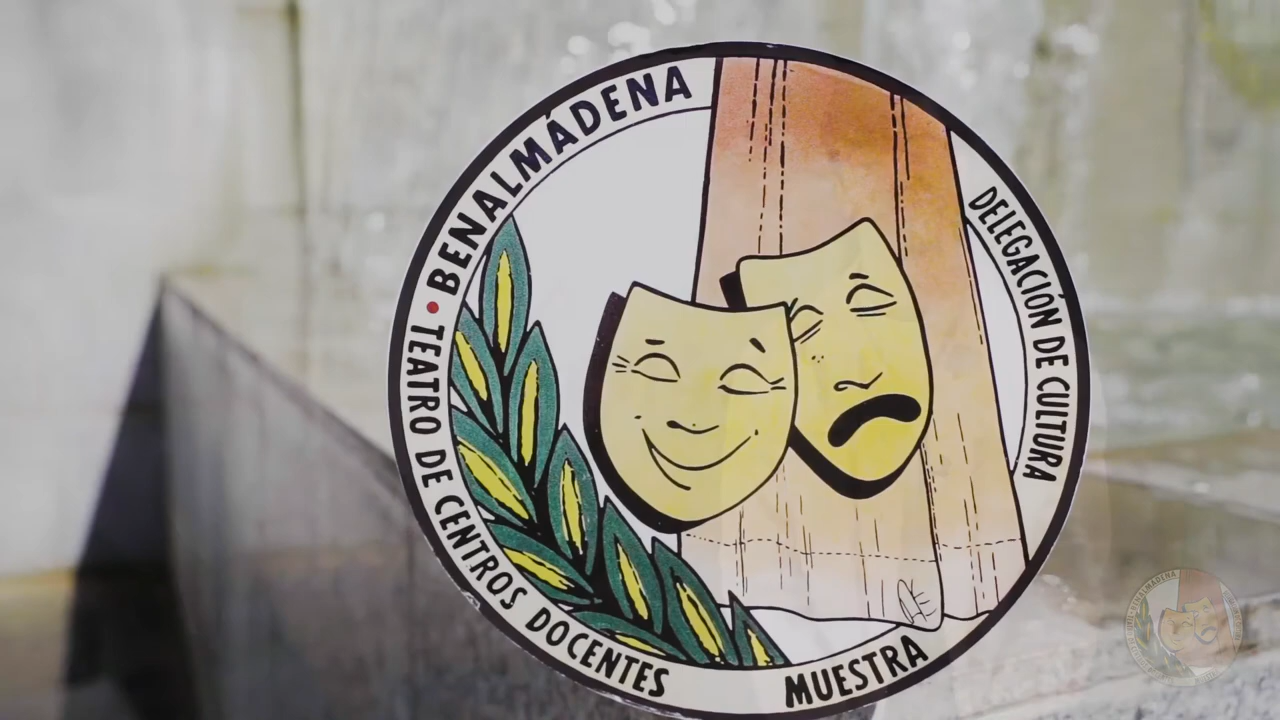 BENALMÁDENA
DELEGACIÓN DE CULTURA
MUESTRA
TEATRO DE CENTROS DOCENTES